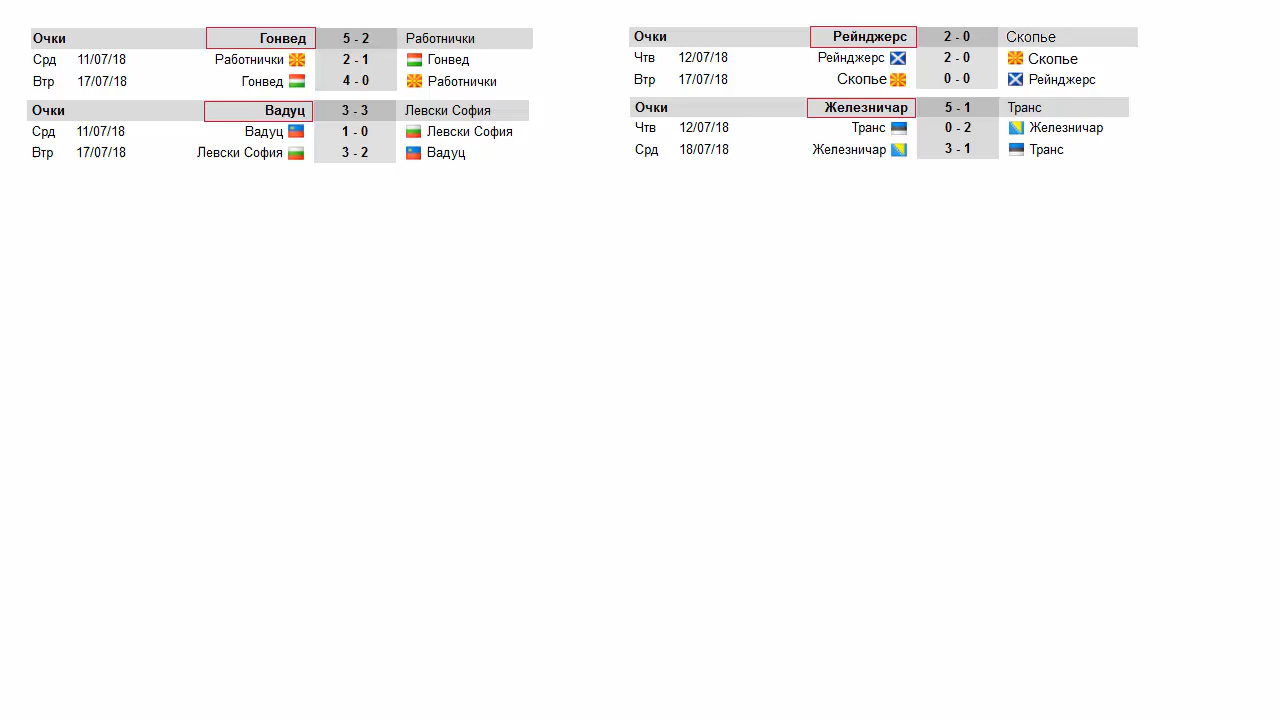 Очки Гонвед 5 - 2 Работнички
Срд 11/07/18 Работнички 2 - 1 Гонвед
Втр 17/07/18 Гонвед 4 - 0 Работнички
Очки Вадуц 3 - 3 Левски София
Срд 11/07/18 Вадуц 1 - 0 Левски София
Втр 17/07/18 Левски София 3 - 2 Вадуц
Очки Рейнджерс 2 - 0 Скопье
Чтв 12/07/18 Рейнджерс 2 - 0 Скопье
Втр 17/07/18 Скопье 0 - 0 Рейнджерс
Очки Железничар 5 - 1 Транс
Чтв 12/07/18 Транс 0 - 2 Железничар
Срд 18/07/18 Железничар 3 - 1 Транс